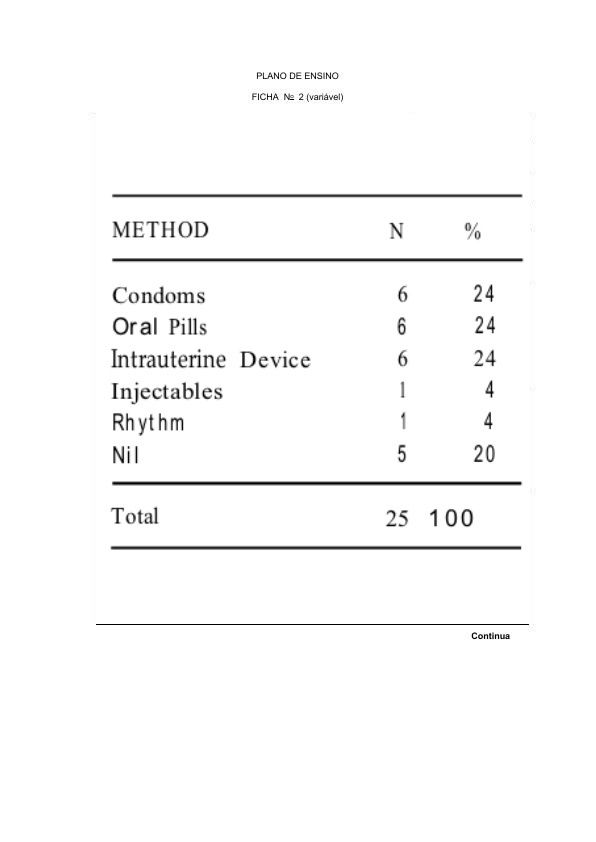 PLANO DE ENSINO
FICHA № 2 (variável)
METHOD N %
Condoms 6 24
Oral Pills 6 24
Intrauterine Device 6 24
Injectables 1 4
Rhythm 1 4
Nil 5 20
Total 25 100
Continua